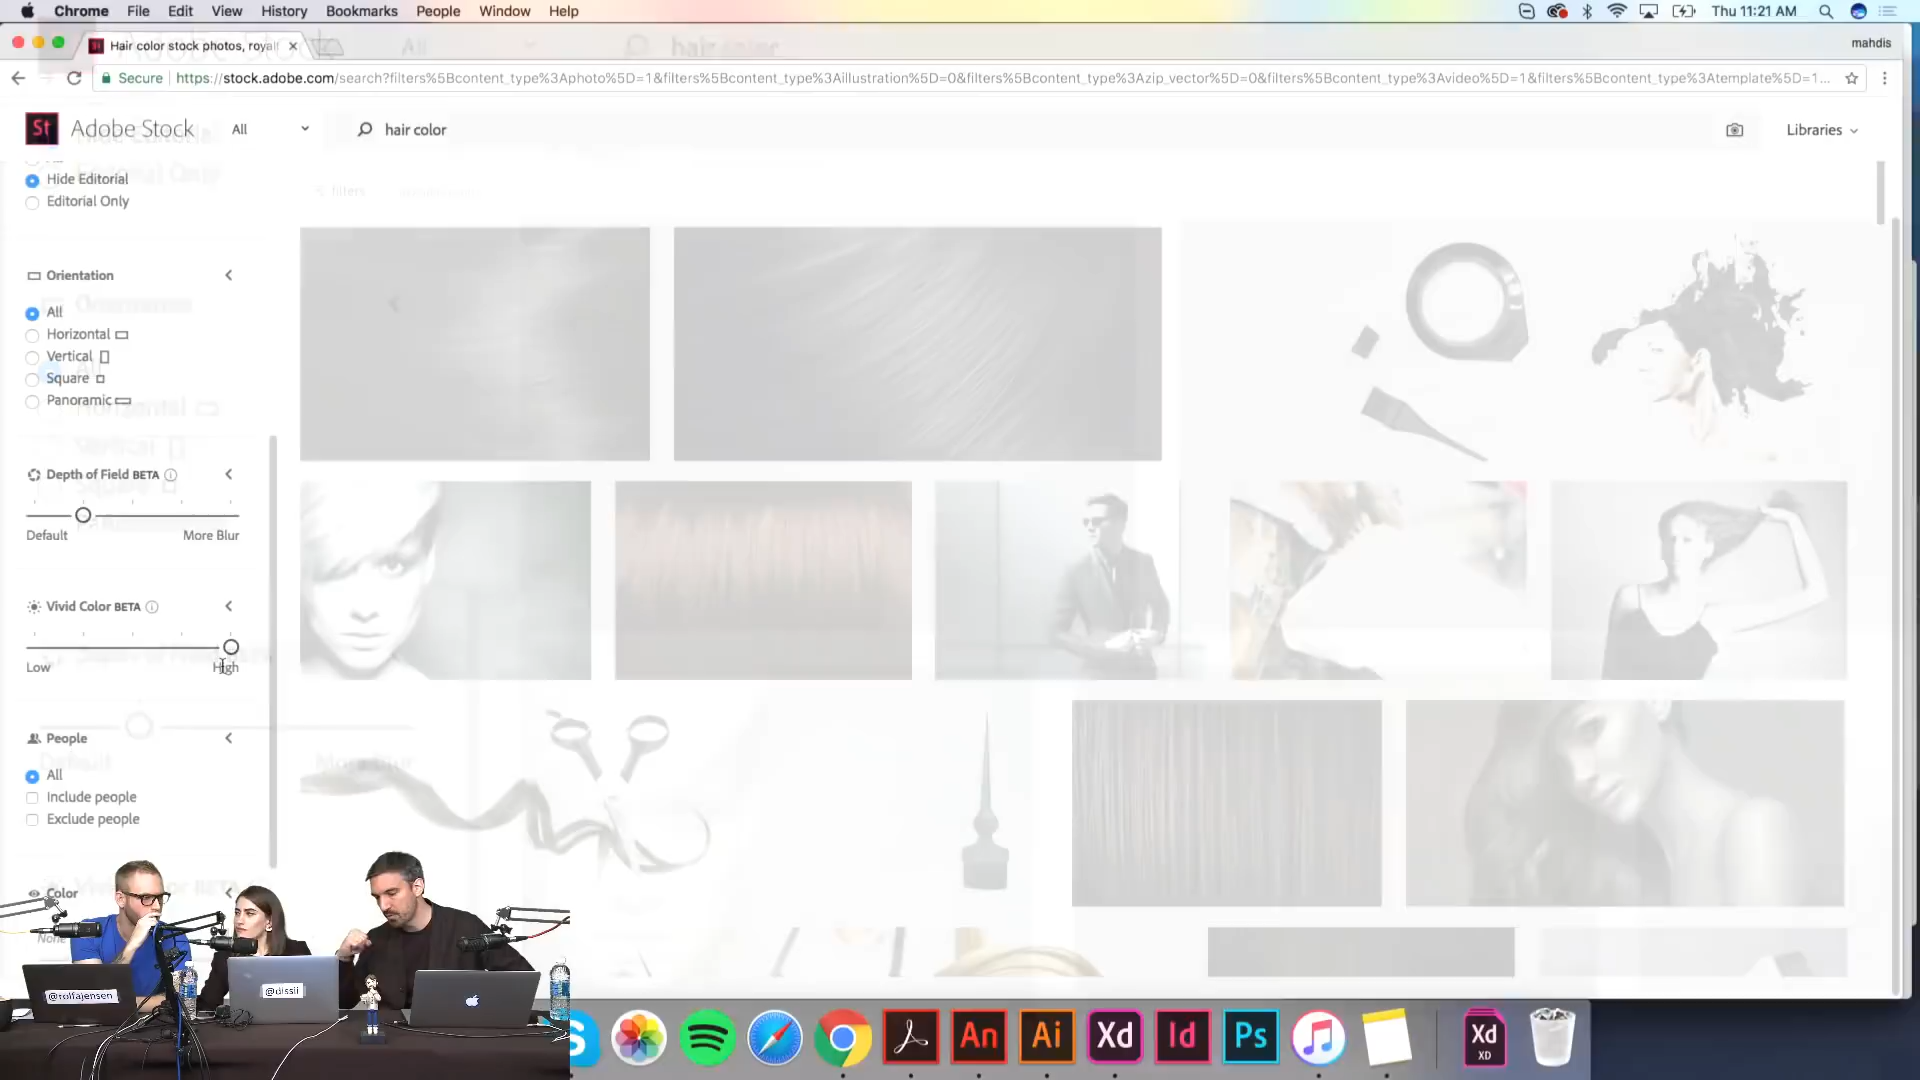 Chrome File Edit View History Bookmarks People Window Help
Thu 11:21 AM
Hair color stock photos, royal
mahdis
Secure https://stock.adobe.com/search?filters%5Bcontent_type%3Aphoto%5D=1&filters%5Bcontent_type%3Aillustration%5D=0&filters%5Bcontent_type%3Azip_vector%5D=0&filters%5Bcontent_type%3Avideo%5D=1&filters%5Bcontent_type%3Atemplate%5D=1...
St Adobe Stock All hair color Libraries
filters
Hide Editorial
Editorial Only
Orientation
All
Horizontal
Vertical
Square
Panoramic
Depth of Field BETA
Default More Blur
Vivid Color BETA
Low High
People
All
Include people
Exclude people
Color
None
@rolfajensen
@dissii
S An Ai Xd Id Ps Xd
XD